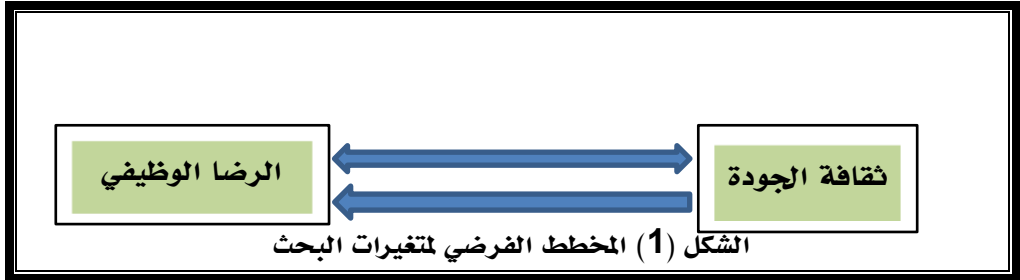 ثقافة الجودة
الرضا الوظيفي
الشكل (1) المخطط الفرضي لمتغيرات البحث